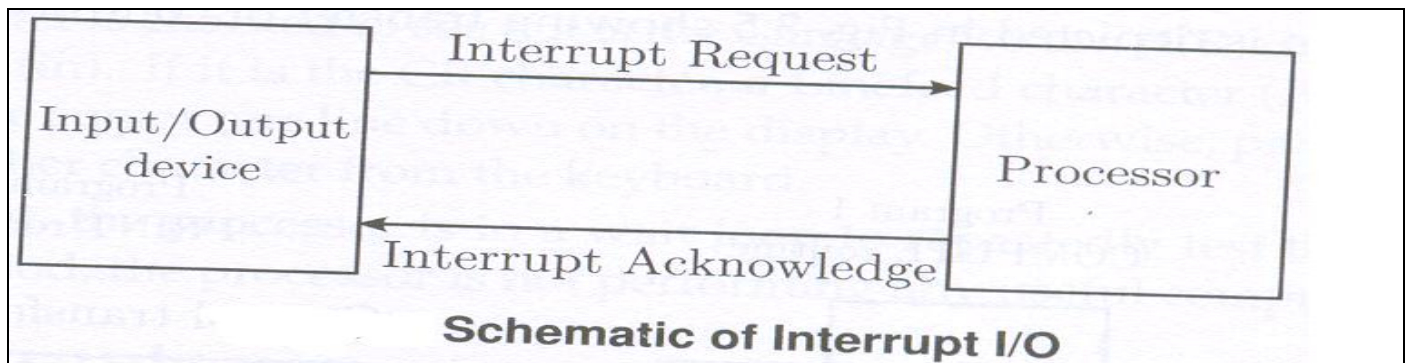 Interrupt Request
Input/Output
device
Processor
Interrupt Acknowledge
Schematic of Interrupt I/O